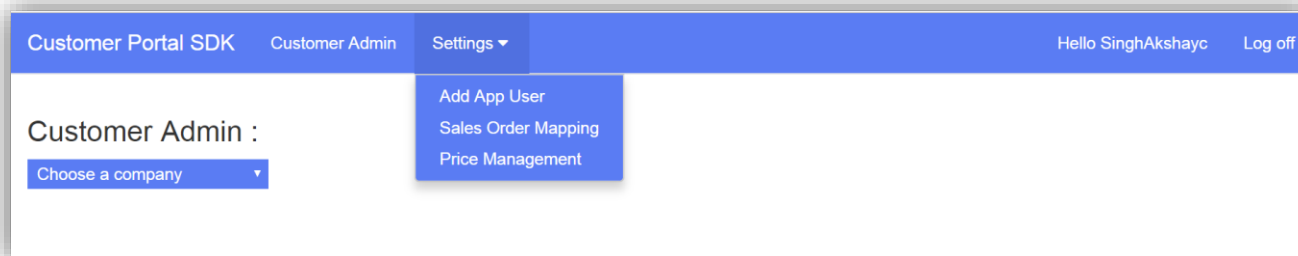 Customer Portal SDK Customer Admin Settings Hello SinghAkshayc Log off
Add App User
Sales Order Mapping
Price Management
Customer Admin :
Choose a company